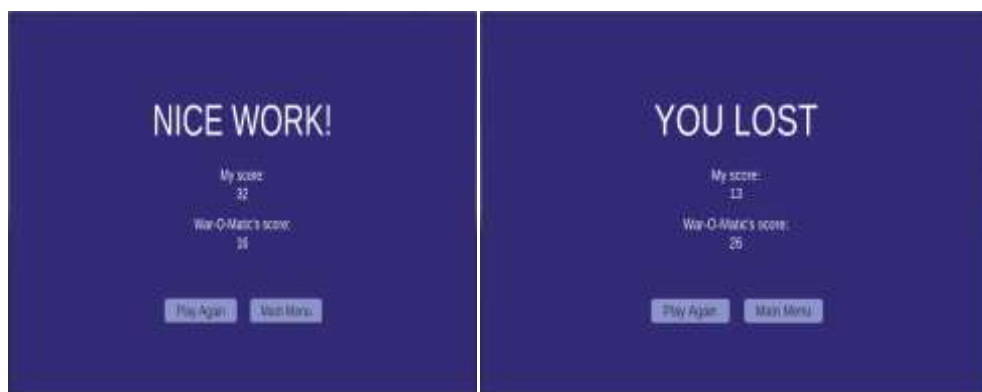 NICE WORK!
My score:
32
War-O-Matic's score:
16
Play Again
Main Menu
YOU LOST
My score:
13
War-O-Matic's score:
26
Play Again
Main Menu